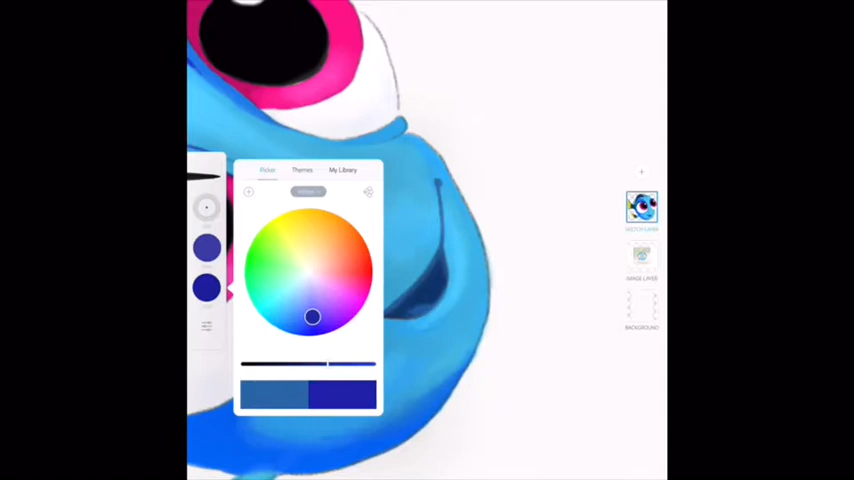 Picker
Themes
My Library
SKETCH LAYER
IMAGE LAYER
BACKGROUND